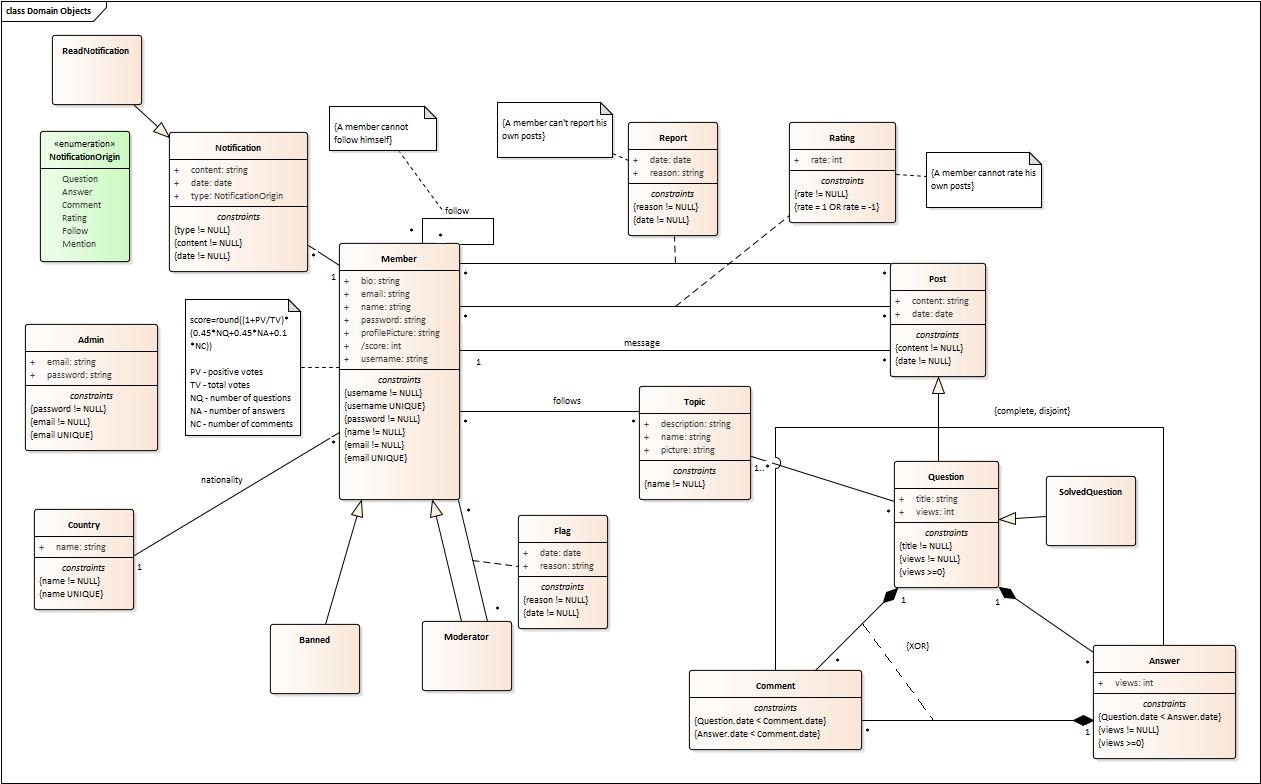 class Domain Objects
ReadNotification
«enumeration»
NotificationOrigin
Question
Answer
Comment
Rating
Follow
Mention
Notification
+ content: string
+ date: date
+ type: NotificationOrigin
constraints
{type != NULL}
{content != NULL}
{date != NULL}
{A member cannot
follow himself}
{A member can't report his
own posts}
Report
+ date: date
+ reason: string
constraints
{reason != NULL}
{date != NULL}
Rating
+ rate: int
constraints
{rate != NULL}
{rate = 1 OR rate = -1}
{A member cannot rate his
own posts}
follow
*
*
*
1
Member
+ bio: string
+ email: string
+ name: string
+ password: string
+ profilePicture: string
+ /score: int
+ username: string
constraints
{username != NULL}
{username UNIQUE}
{password != NULL}
{name != NULL}
{email != NULL}
{email UNIQUE}
*
*
*
*
message
1
*
Post
+ content: string
+ date: date
constraints
{content != NULL}
{date != NULL}
score=round((1+PV/TV)*
(0.45*NQ+0.45*NA+0.1
*NC))
PV - positive votes
TV - total votes
NQ - number of questions
NA - number of answers
NC - number of comments
Admin
+ email: string
+ password: string
constraints
{password != NULL}
{email != NULL}
{email UNIQUE}
follows
*
*
Topic
+ description: string
+ name: string
+ picture: string
constraints
{name != NULL}
{complete, disjoint}
1..*
*
Question
+ title: string
+ views: int
constraints
{title != NULL}
{views != NULL}
{views >=0}
SolvedQuestion
nationality
*
1
Country
+ name: string
constraints
{name != NULL}
{name UNIQUE}
*
*
Flag
+ date: date
+ reason: string
constraints
{reason != NULL}
{date != NULL}
Banned
Moderator
1
1
{XOR}
*
*
Comment
constraints
{Question.date < Comment.date}
{Answer.date < Comment.date}
*
1
Answer
+ views: int
constraints
{Question.date < Answer.date}
{views != NULL}
{views >=0}